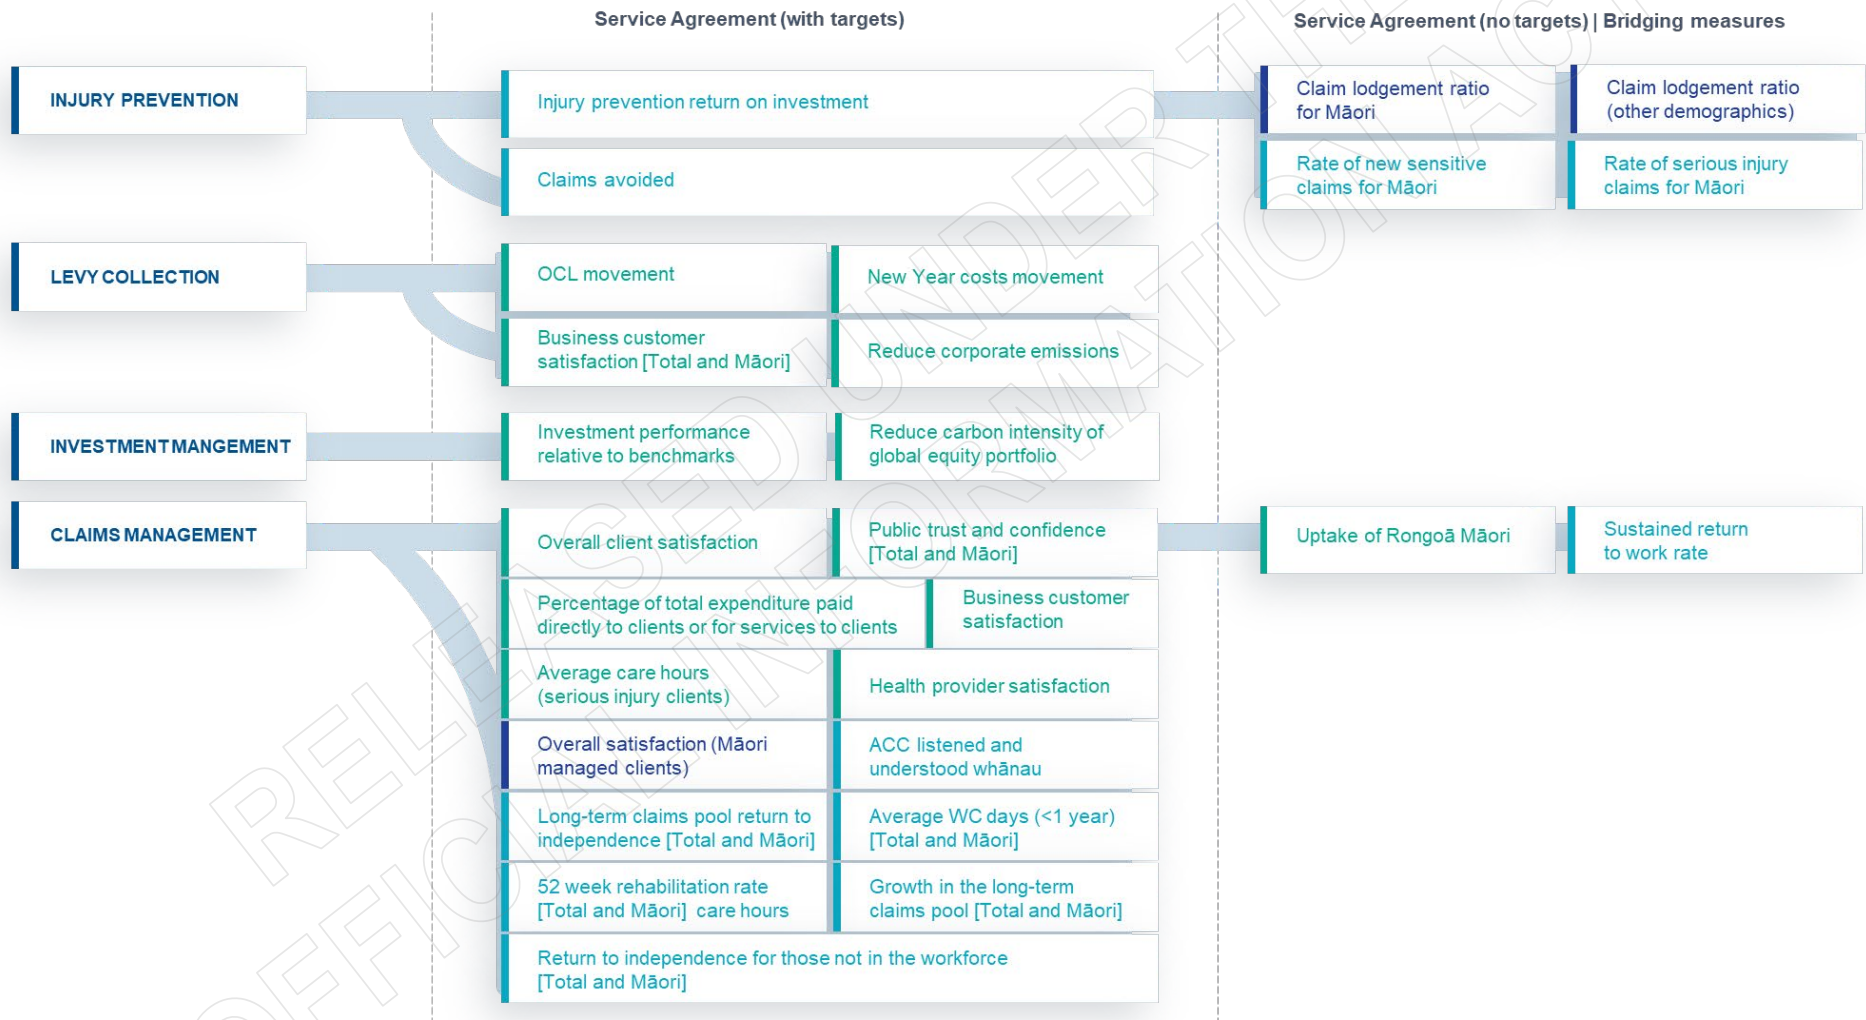 Service Agreement (with targets)
Service Agreement (no targets) | Bridging measures
INJURY PREVENTION
Injury prevention return on investment
Claims avoided
Claim lodgement ratio
for Māori
Claim lodgement ratio
(other demographics)
Rate of new sensitive
claims for Māori
Rate of serious injury
claims for Māori
LEVY COLLECTION
OCL movement
New Year costs movement
Business customer
satisfaction [Total and Māori]
Reduce corporate emissions
INVESTMENT MANGEMENT
Investment performance
relative to benchmarks
Reduce carbon intensity of
global equity portfolio
CLAIMS MANAGEMENT
Overall client satisfaction
Public trust and confidence
[Total and Māori]
Percentage of total expenditure paid
directly to clients or for services to clients
Business customer
satisfaction
Average care hours
(serious injury clients)
Health provider satisfaction
Overall satisfaction (Māori
managed clients)
ACC listened and
understood whānau
Long-term claims pool return to
independence [Total and Māori]
Average WC days (<1 year)
[Total and Māori]
52 week rehabilitation rate
[Total and Māori] care hours
Growth in the long-term
claims pool [Total and Māori]
Return to independence for those not in the workforce
[Total and Māori]
Uptake of Rongoā Māori
Sustained return
to work rate
RELEASED UNDER THE
OFFICIAL INFORMATION ACT